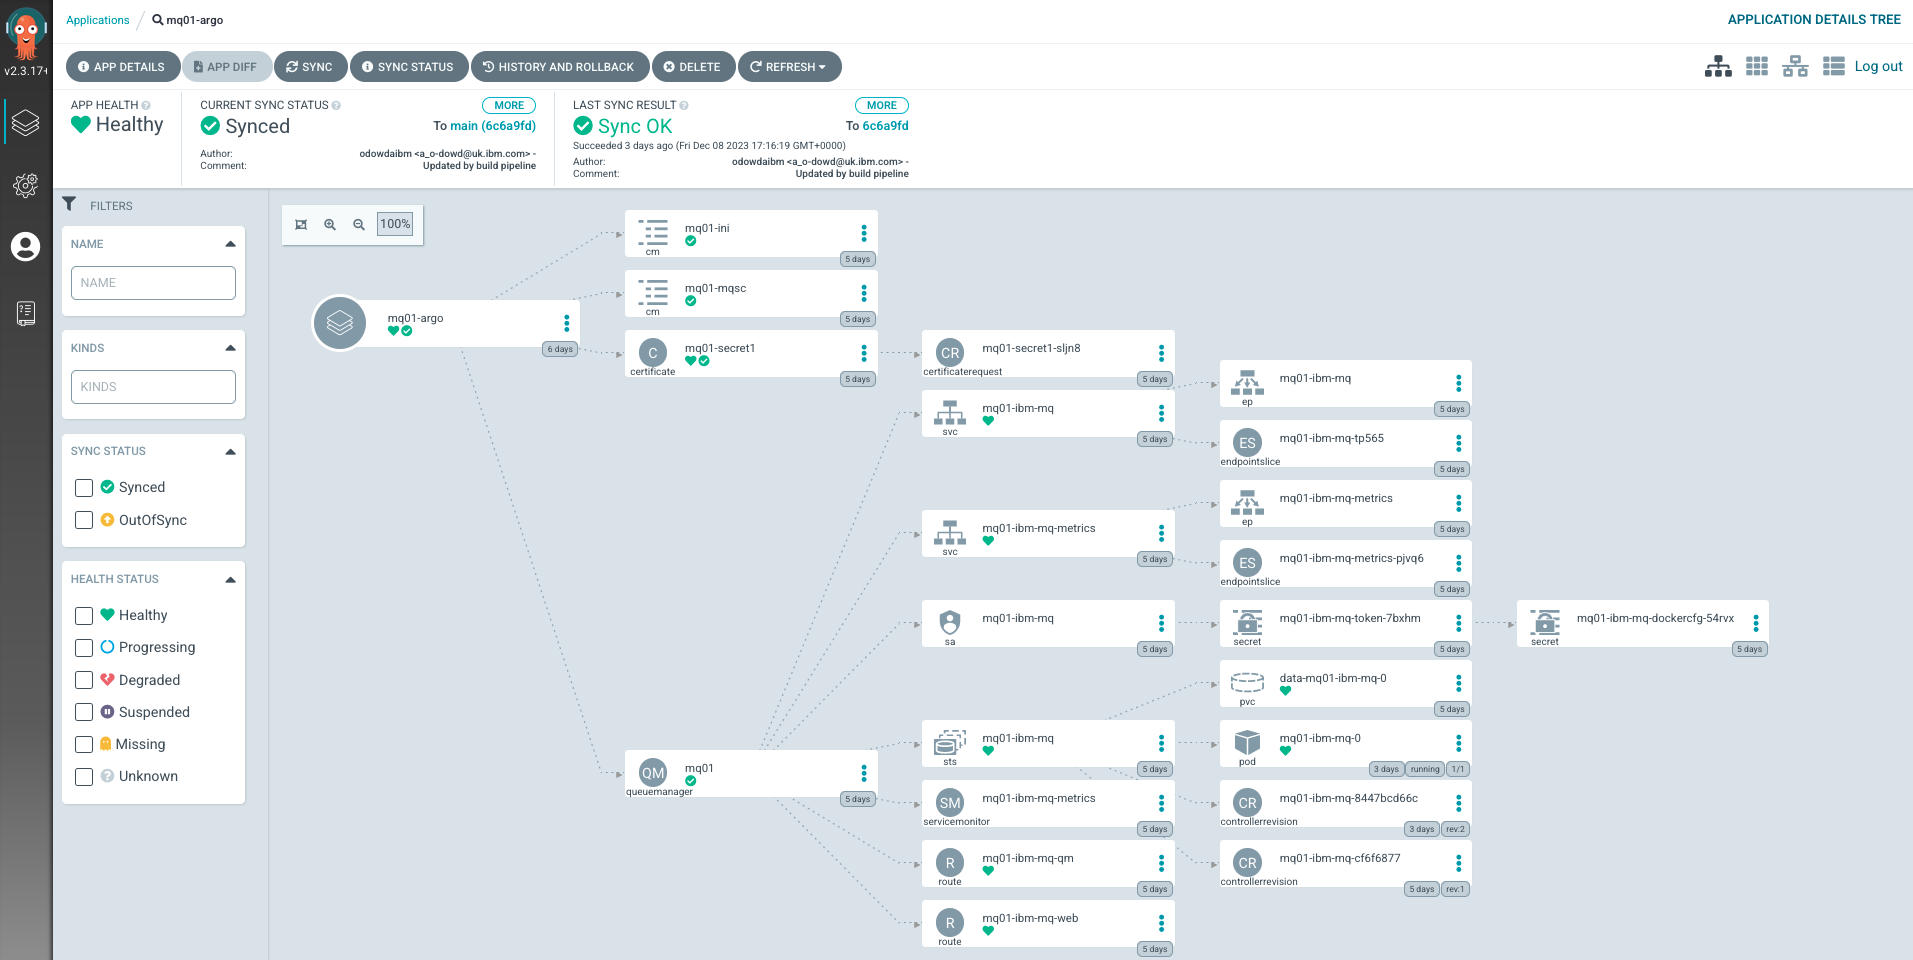 Applications / mq01-argo
APPLICATION DETAILS TREE
v2.3.17+
APP DETAILS
APP DIFF
SYNC
SYNC STATUS
HISTORY AND ROLLBACK
DELETE
REFRESH
Log out
APP HEALTH
Healthy
CURRENT SYNC STATUS
MORE
Synced
To main (6c6a9fd)
Author: odowdaibm <a_o-dowd@uk.ibm.com> -
Comment: Updated by build pipeline
LAST SYNC RESULT
MORE
Sync OK
To 6c6a9fd
Succeeded 3 days ago (Fri Dec 08 2023 17:16:19 GMT+0000)
Author: odowdaibm <a_o-dowd@uk.ibm.com> -
Comment: Updated by build pipeline
FILTERS
NAME
NAME
KINDS
KINDS
SYNC STATUS
Synced
OutOfSync
HEALTH STATUS
Healthy
Progressing
Degraded
Suspended
Missing
Unknown
100%
mq01-argo
6 days
mq01-ini
cm
5 days
mq01-mqsc
cm
5 days
C
mq01-secret1
certificate
5 days
QM
mq01
queuemanager
5 days
CR
mq01-secret1-sljn8
certificaterequest
5 days
mq01-ibm-mq
svc
5 days
mq01-ibm-mq-metrics
svc
5 days
mq01-ibm-mq
sa
5 days
mq01-ibm-mq
sts
5 days
SM
mq01-ibm-mq-metrics
servicemonitor
5 days
R
mq01-ibm-mq-qm
route
5 days
R
mq01-ibm-mq-web
route
5 days
mq01-ibm-mq
ep
5 days
ES
mq01-ibm-mq-tp565
endpointslice
5 days
mq01-ibm-mq-metrics
ep
5 days
ES
mq01-ibm-mq-metrics-pjvq6
endpointslice
5 days
mq01-ibm-mq-token-7bxhm
secret
5 days
data-mq01-ibm-mq-0
pvc
5 days
mq01-ibm-mq-0
pod
3 days running 1/1
CR
mq01-ibm-mq-8447bcd66c
controllerrevision
3 days rev:2
CR
mq01-ibm-mq-cf6f6877
controllerrevision
5 days rev:1
mq01-ibm-mq-dockercfg-54rvx
secret
5 days